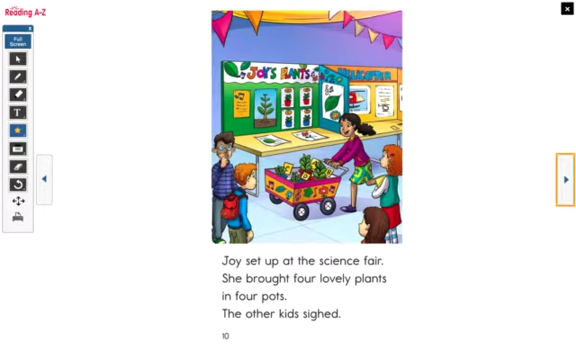 Reading A-Z
Full
Screen
T
JOY'S PLANTS
HELICOPTER
Joy set up at the science fair.
She brought four lovely plants
in four pots.
The other kids sighed.
10